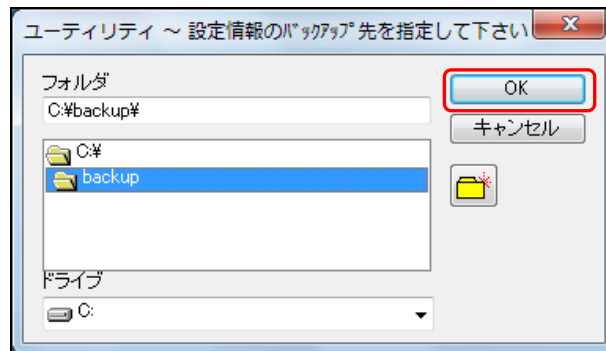 ユーティリティ ～ 設定情報のﾊﾞｯｸｱｯﾌﾟ先を指定して下さい
フォルダ
C:¥backup¥
OK
キャンセル
C:¥
backup
ドライブ
C: